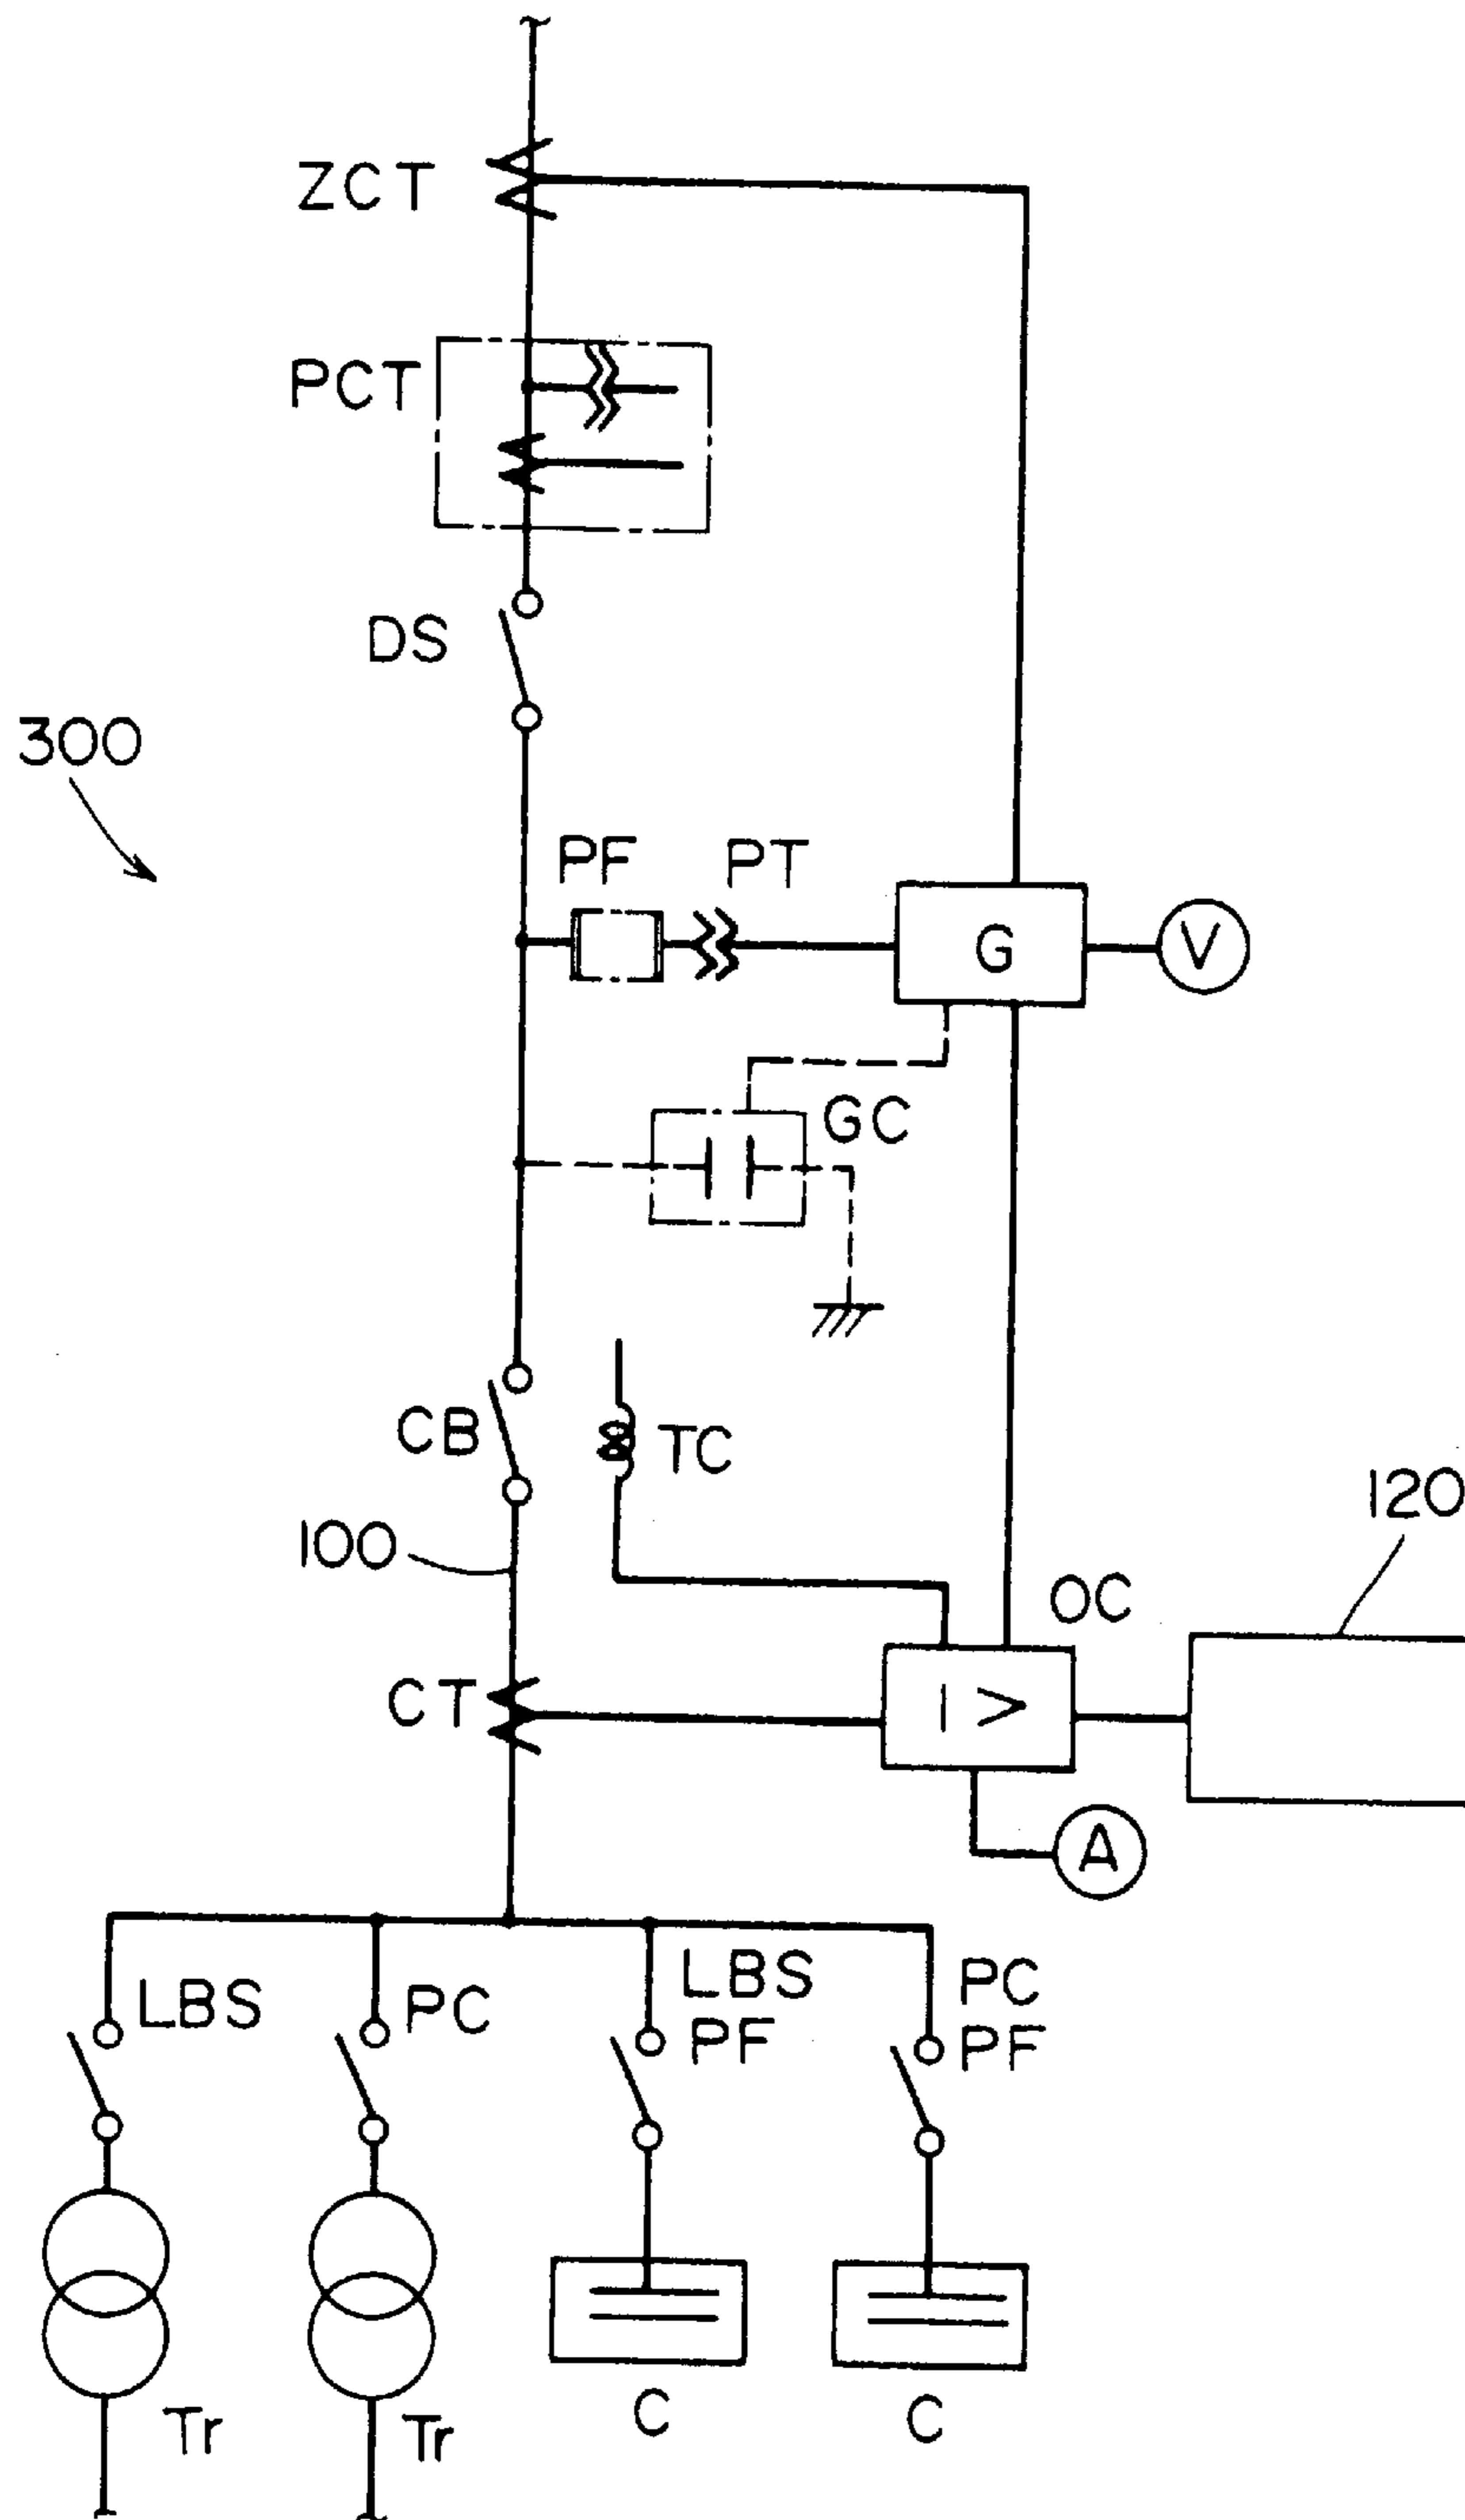 ZCT
PCT
DS
300
PF
PT
G
V
GC
CB
TC
100
120
OC
CT
I >
A
LBS
PC
LBS
PF
PC
PF
Tr
Tr
C
C